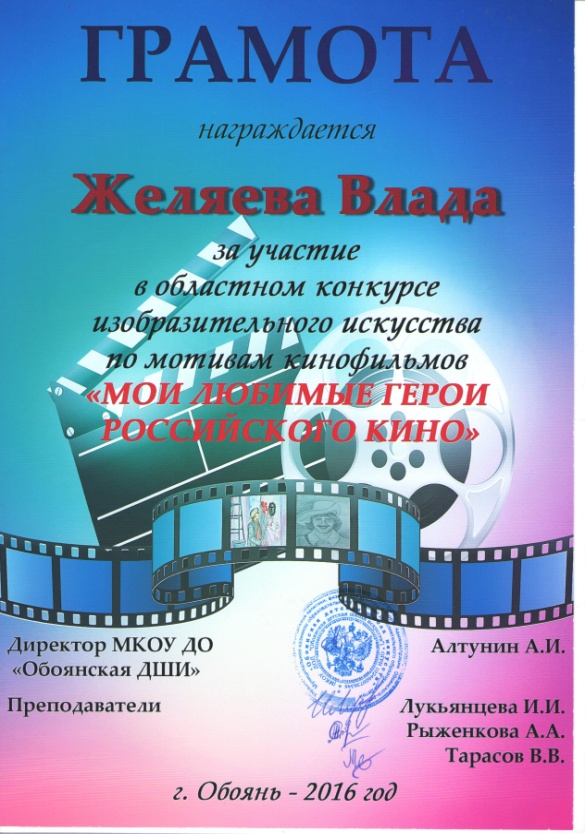 ГРАМОТА
награждается
Желяева Влада
за участие
в областном конкурсе
изобразительного искусства
по мотивам кинофильмов
«МОИ ЛЮБИМЫЕ ГЕРОИ
РОССИЙСКОГО КИНО»
Директор МКОУ ДО
«Обоянская ДШИ»
Алтунин А.И.
Преподаватели
Лукьянцева И.И.
Рыженкова А.А.
Тарасов В.В.
г. Обоянь - 2016 год